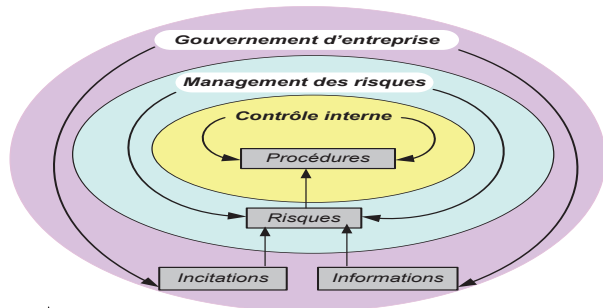 Gouvernement d'entreprise
Management des risques
Contrôle interne
Procédures
Risques
Incitations
Informations